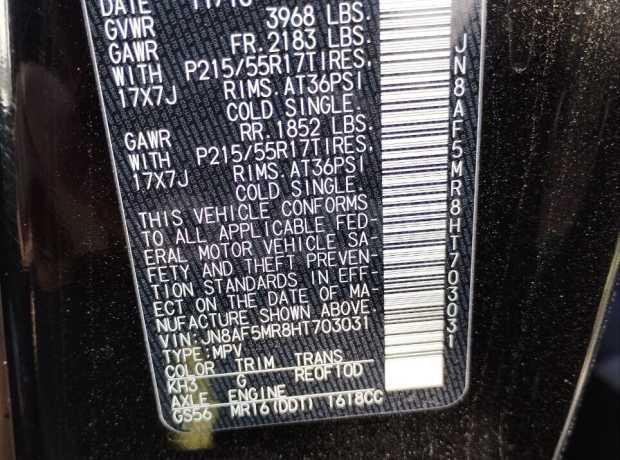 DATE
GVWR 3968 LBS.
GAWR FR. 2183 LBS.
WITH P215/55R17TIRES,
17X7J RIMS. AT36PSI
COLD SINGLE.
GAWR RR. 1852 LBS.
WITH P215/55R17TIRES,
17X7J RIMS. AT36PSI
COLD SINGLE.
THIS VEHICLE CONFORMS
TO ALL APPLICABLE FED-
ERAL MOTOR VEHICLE SA-
FETY AND THEFT PREVEN-
TION STANDARDS IN EFF-
ECT ON THE DATE OF MA-
NUFACTURE SHOWN ABOVE.
VIN: JN8AF5MR8HT703031
TYPE:MPV
COLOR TRIM TRANS
KH3 G RE0F10D
AXLE ENGINE
GS56 MR16(DDT) 1618CC
JN8AF5MR8HT703031